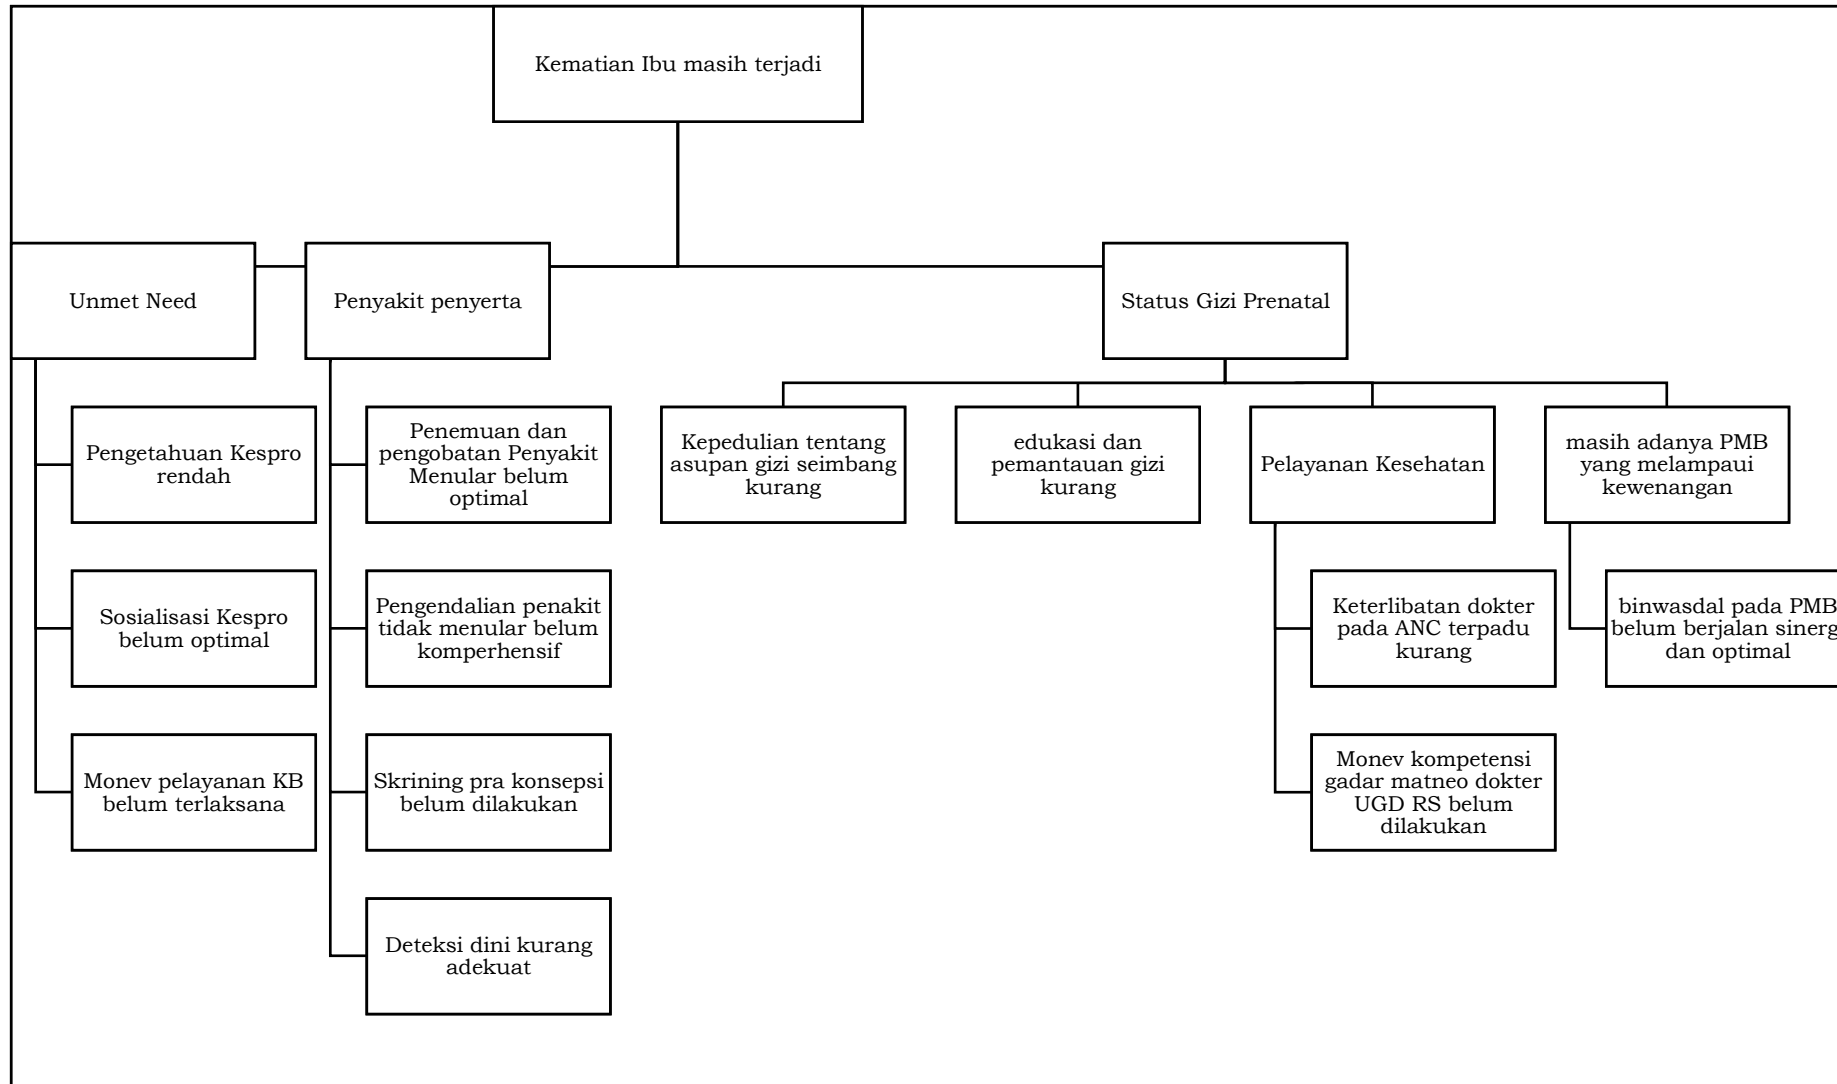 Kematian Ibu masih terjadi
Unmet Need
Penyakit penyerta
Status Gizi Prenatal
Pengetahuan Kespro
rendah
Sosialisasi Kespro
belum optimal
Monev pelayanan KB
belum terlaksana
Penemuan dan
pengobatan Penyakit
Menular belum
optimal
Pengendalian penakit
tidak menular belum
komperhensif
Skrining pra konsepsi
belum dilakukan
Deteksi dini kurang
adekuat
Kepedulian tentang
asupan gizi seimbang
kurang
edukasi dan
pemantauan gizi
kurang
Pelayanan Kesehatan
Keterlibatan dokter
pada ANC terpadu
kurang
Monev kompetensi
gadar matneo dokter
UGD RS belum
dilakukan
masih adanya PMB
yang melampaui
kewenangan
binwasdal pada PMB
belum berjalan
dan optimal